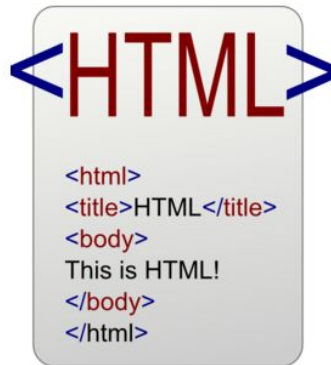 <HTML>
<html>
<title>HTML</title>
<body>
This is HTML!
</body>
</html>